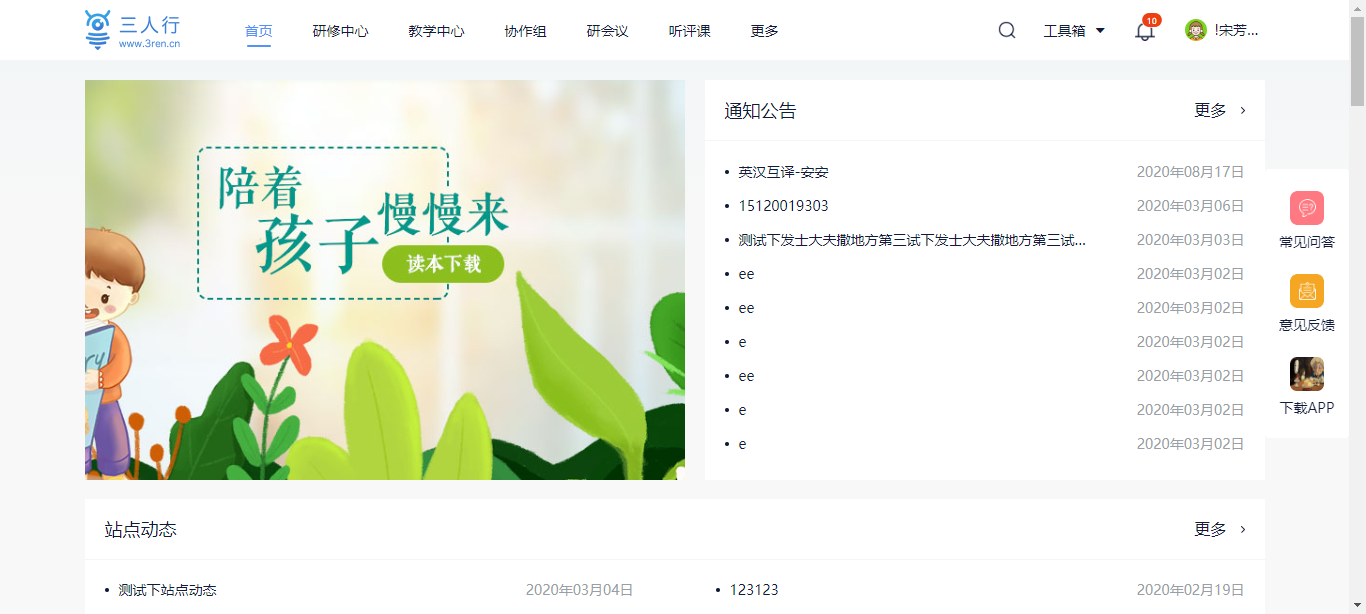 三人行
www.3ren.cn
首页 研修中心 教学中心 协作组 研会议 听评课 更多
工具箱
10
!宋芳...
陪着
孩子慢慢来
读本下载
通知公告 更多
英汉互译-安安 2020年08月17日
15120019303 2020年03月06日
测试下发士大夫撒地方第三试下发士大夫撒地方第三试... 2020年03月03日
ee 2020年03月02日
ee 2020年03月02日
e 2020年03月02日
ee 2020年03月02日
e 2020年03月02日
e 2020年03月02日
常见问答
意见反馈
下载APP
站点动态 更多
测试下站点动态 2020年03月04日
123123 2020年02月19日